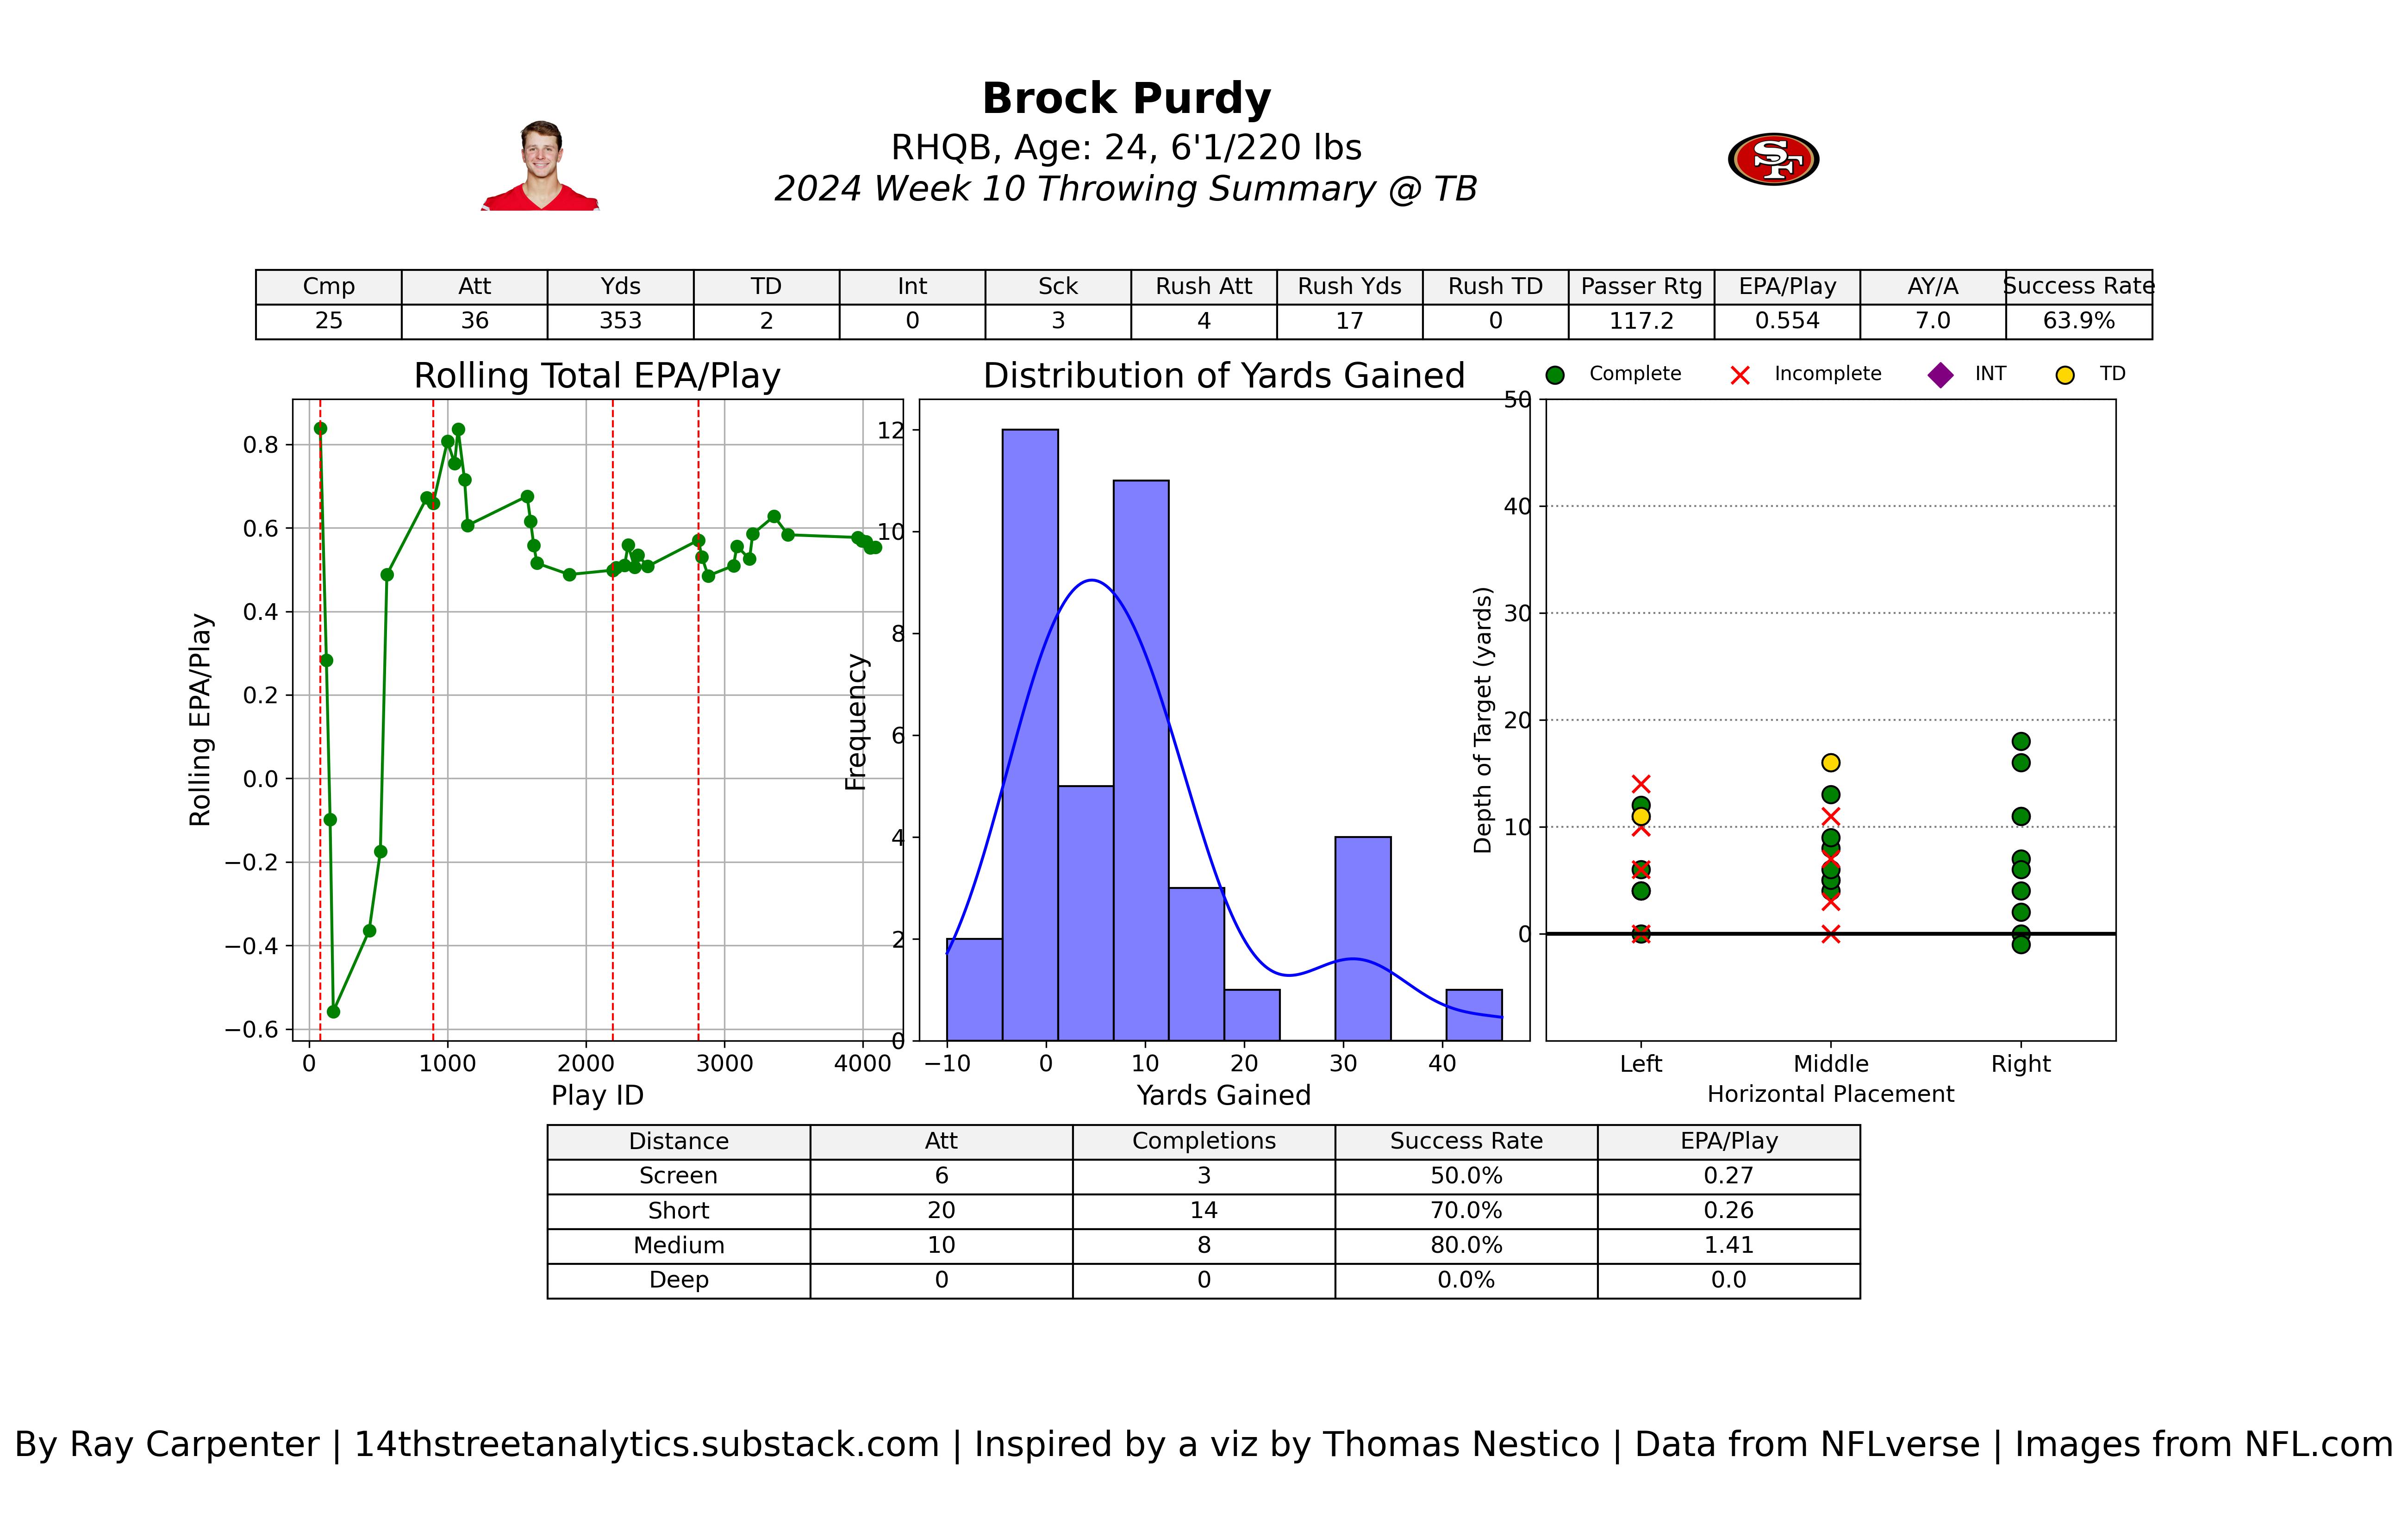 Brock Purdy
RHQB, Age: 24, 6'1/220 lbs
2024 Week 10 Throwing Summary @ TB
SF
Cmp Att Yds TD Int Sck Rush Att Rush Yds Rush TD Passer Rtg EPA/Play AY/A Success Rate
25 36 353 2 0 3 4 17 0 117.2 0.554 7.0 63.9%
Rolling Total EPA/Play
Rolling EPA/Play
0.8
0.6
0.4
0.2
0.0
−0.2
−0.4
−0.6
0 1000 2000 3000 4000
Play ID
Distribution of Yards Gained
Frequency
12
10
8
6
4
2
0
−10 0 10 20 30 40
Yards Gained
Complete Incomplete INT TD
Depth of Target (yards)
50
40
30
20
10
0
Left Middle Right
Horizontal Placement
Distance Att Completions Success Rate EPA/Play
Screen 6 3 50.0% 0.27
Short 20 14 70.0% 0.26
Medium 10 8 80.0% 1.41
Deep 0 0 0.0% 0.0
By Ray Carpenter | 14thstreetanalytics.substack.com | Inspired by a viz by Thomas Nestico | Data from NFLverse | Images from NFL.com